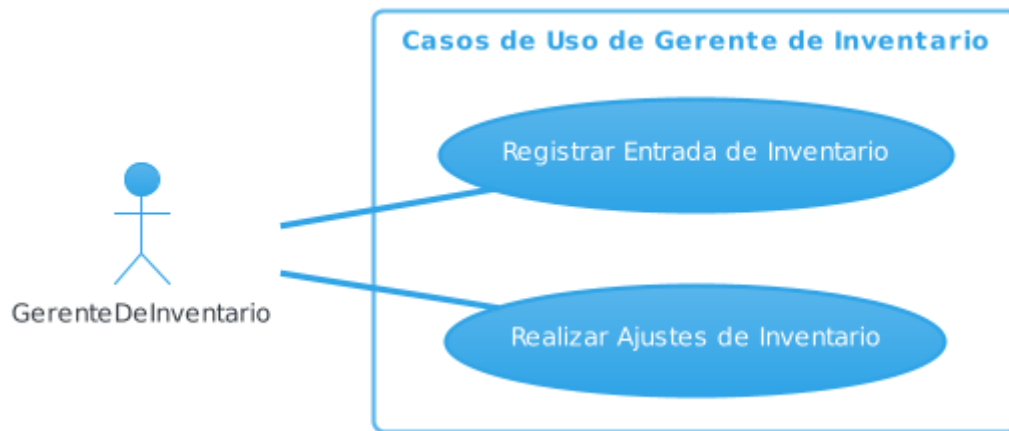 Casos de Uso de Gerente de Inventario
Registrar Entrada de Inventario
GerenteDeInventario
Realizar Ajustes de Inventario